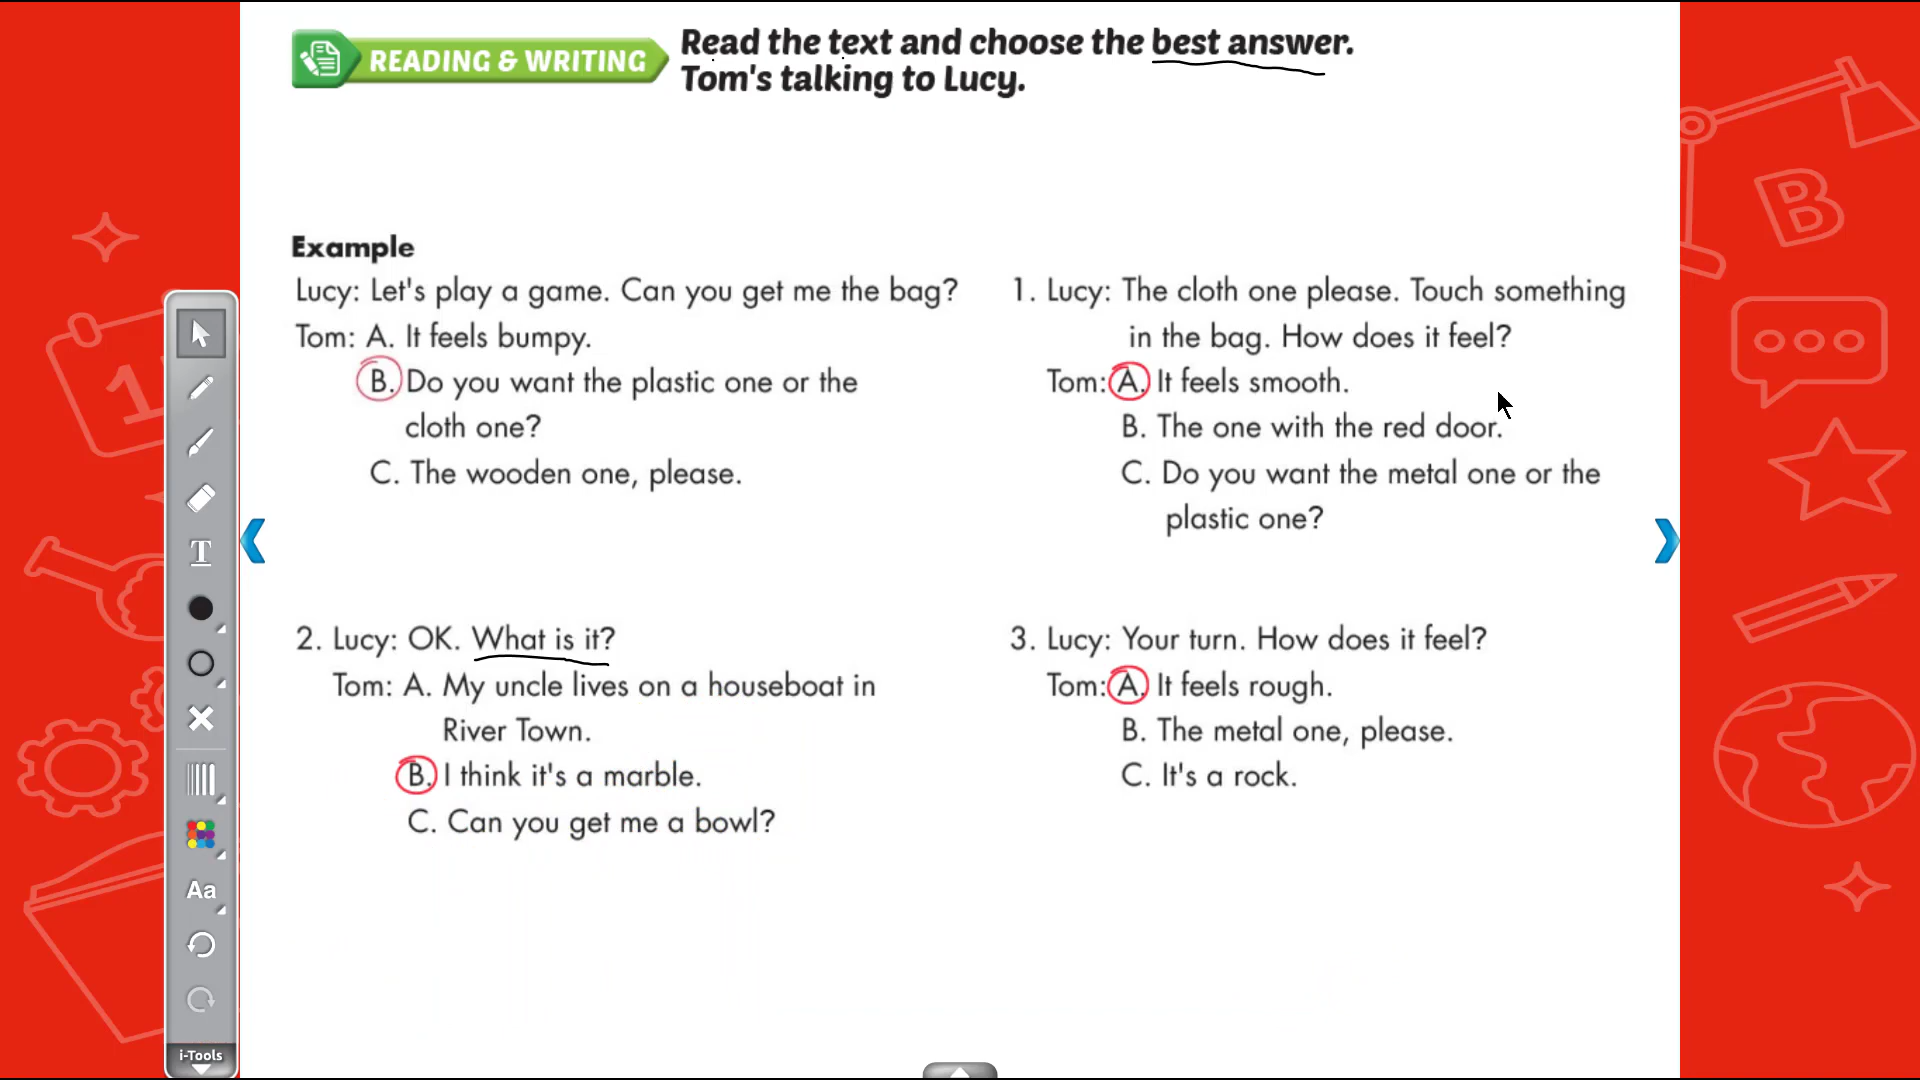 READING & WRITING
Read the text and choose the best answer.
Tom's talking to Lucy.
Example
Lucy: Let's play a game. Can you get me the bag?
Tom: A. It feels bumpy.
B. Do you want the plastic one or the
cloth one?
C. The wooden one, please.
1. Lucy: The cloth one please. Touch something
in the bag. How does it feel?
Tom: A. It feels smooth.
B. The one with the red door.
C. Do you want the metal one or the
plastic one?
2. Lucy: OK. What is it?
Tom: A. My uncle lives on a houseboat in
River Town.
B. I think it's a marble.
C. Can you get me a bowl?
3. Lucy: Your turn. How does it feel?
Tom: A. It feels rough.
B. The metal one, please.
C. It's a rock.
T
Aa
i-Tools
1
B